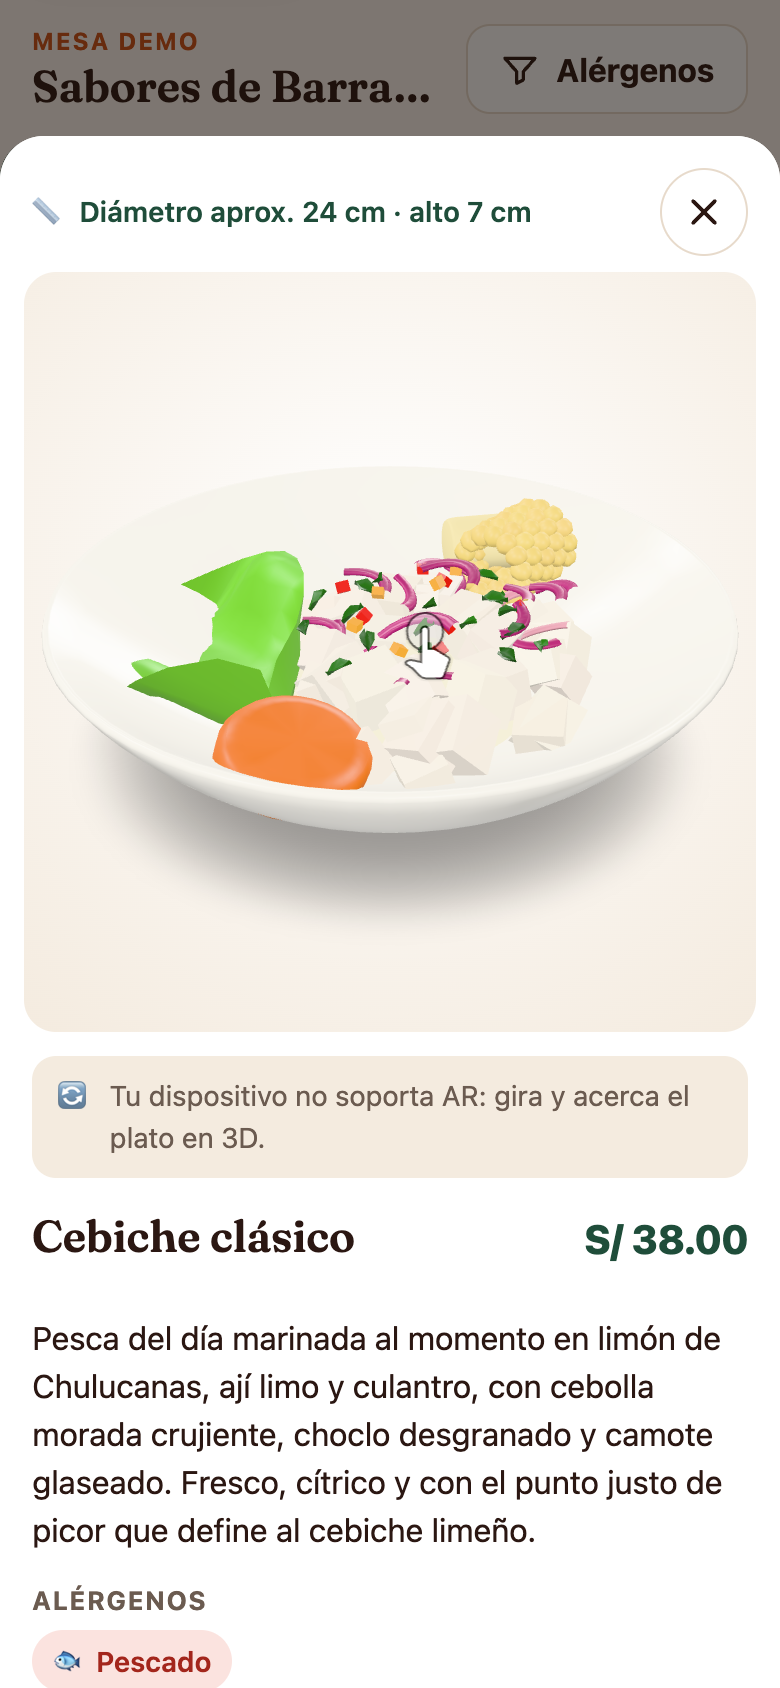 MESA DEMO
Sabores de Barra...
Alérgenos
Diámetro aprox. 24 cm · alto 7 cm
Tu dispositivo no soporta AR: gira y acerca el
plato en 3D.
Cebiche clásico
S/ 38.00
Pesca del día marinada al momento en limón de
Chulucanas, ají limo y culantro, con cebolla
morada crujiente, choclo desgranado y camote
glaseado. Fresco, cítrico y con el punto justo de
picor que define al cebiche limeño.
ALÉRGENOS
Pescado